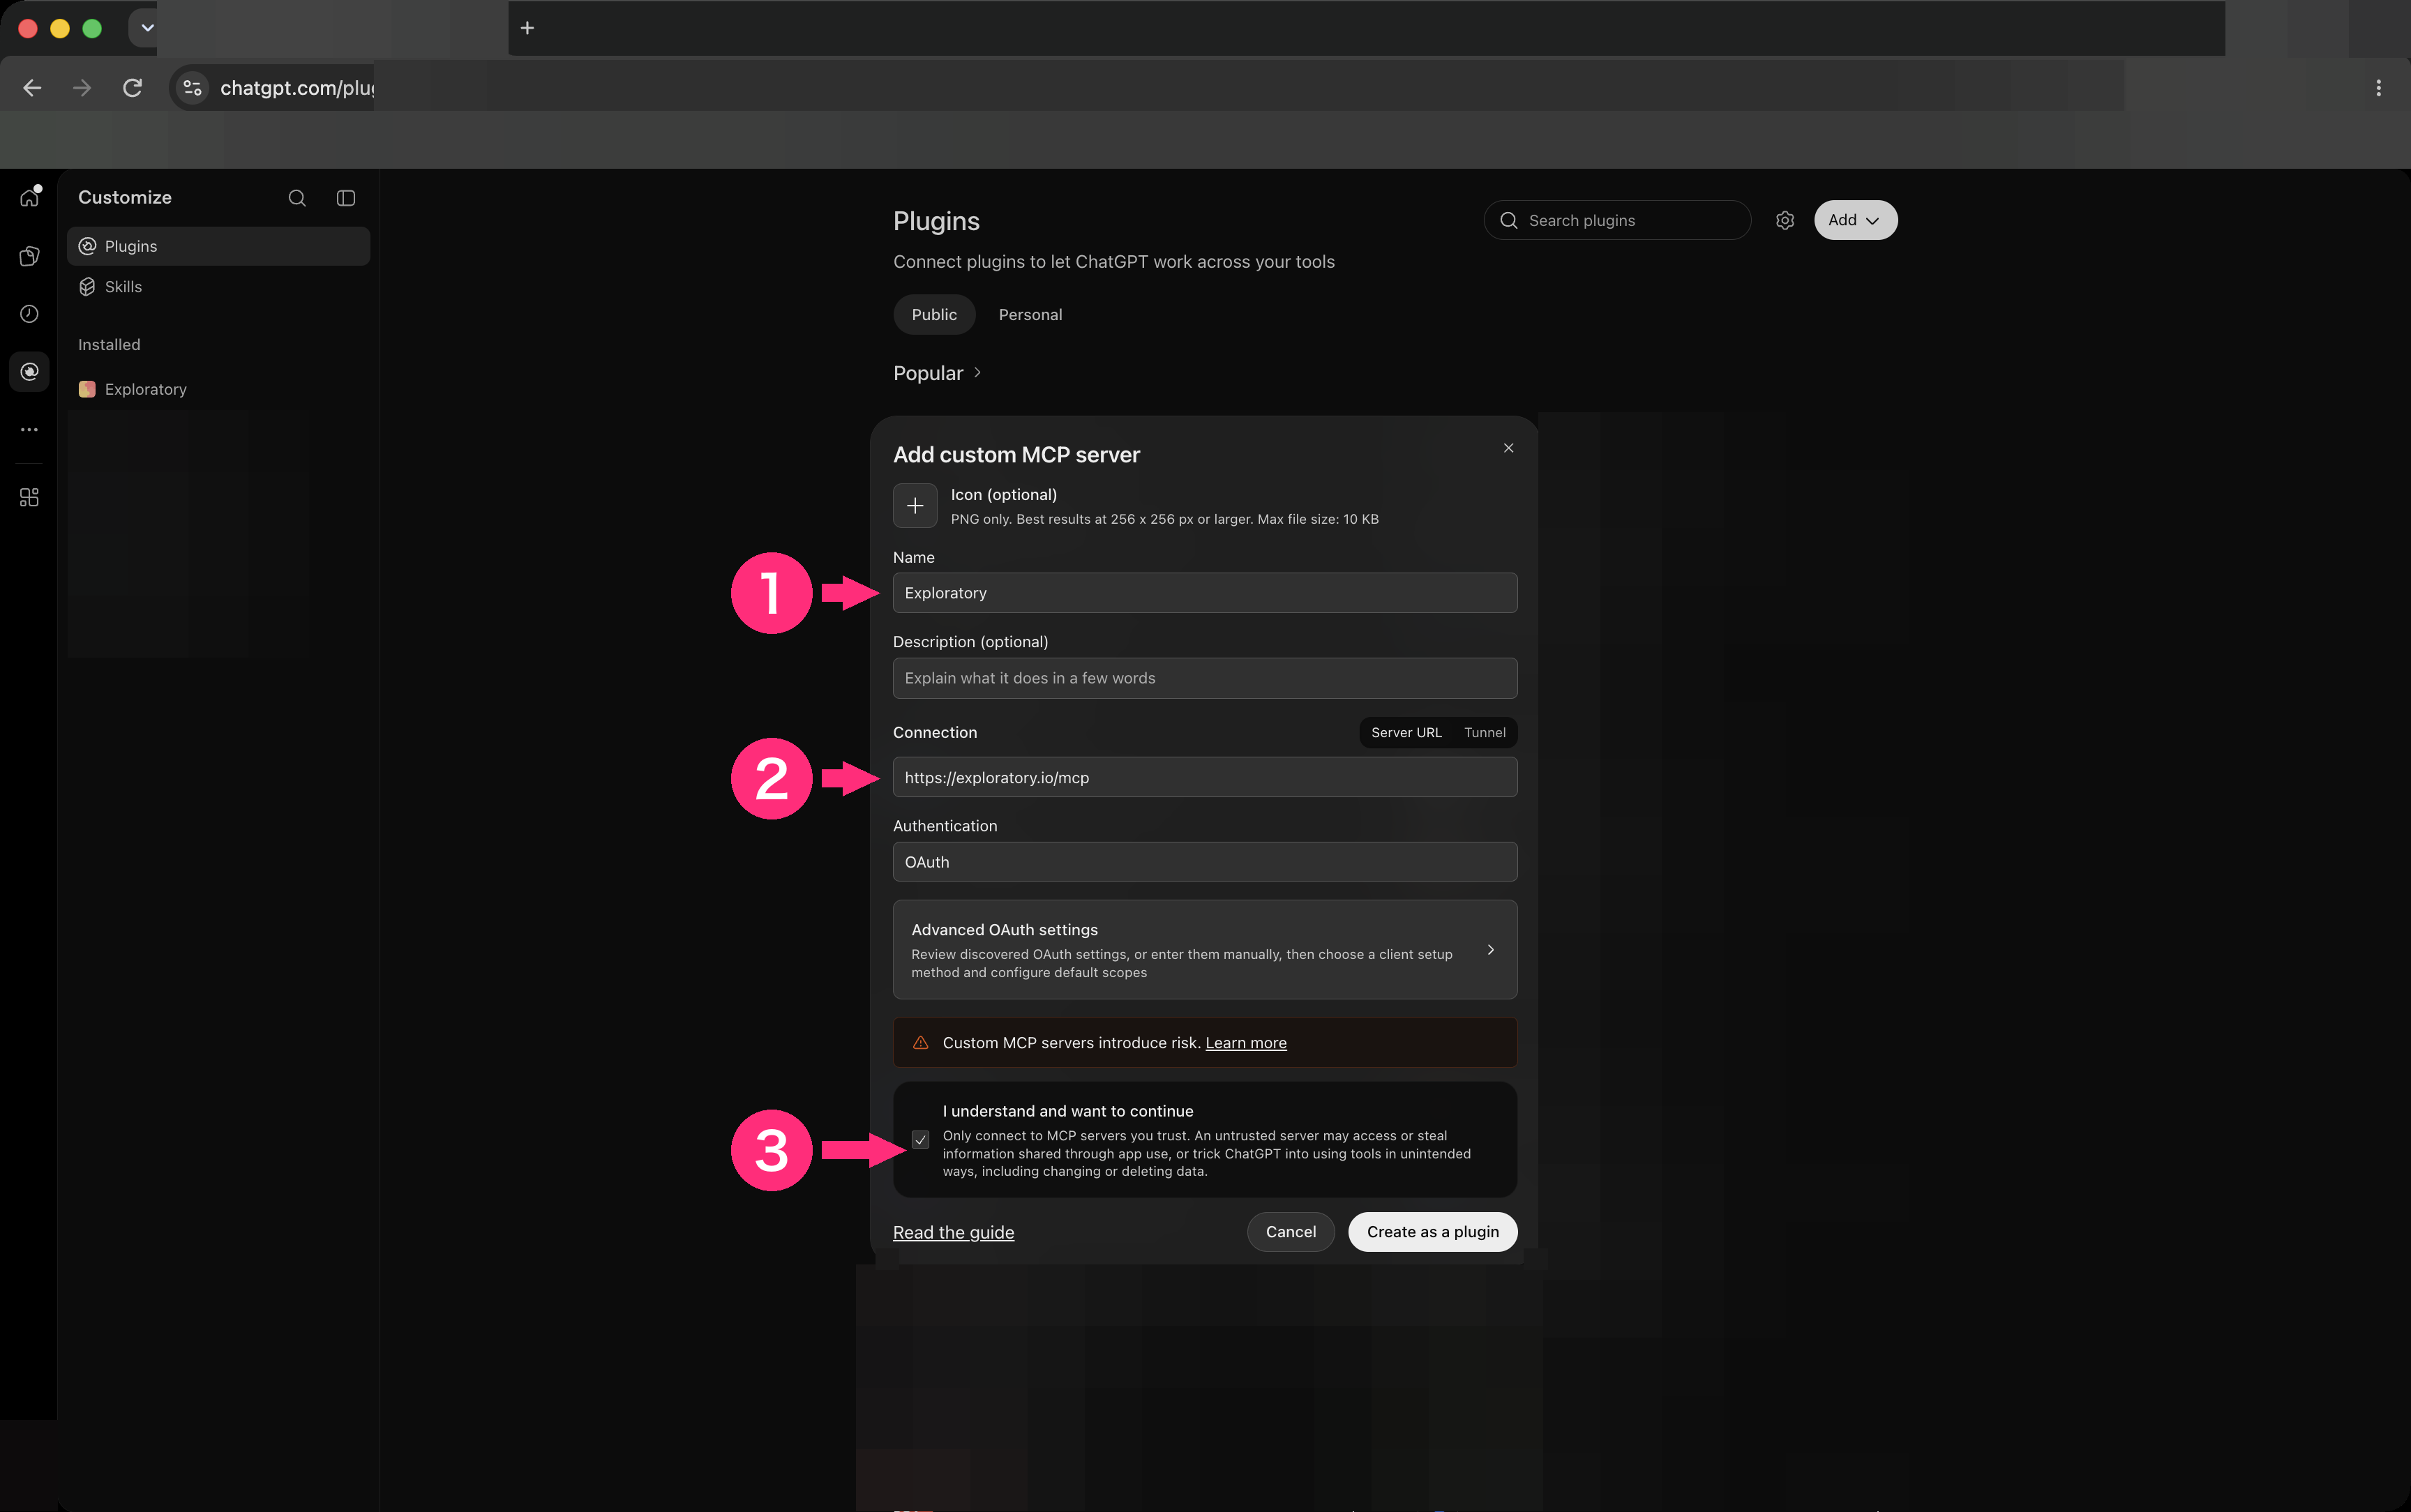 chatgpt.com/plu
Customize
Plugins
Skills
Installed
Exploratory
Plugins
Search plugins
Add
Connect plugins to let ChatGPT work across your tools
Public
Personal
Popular
Add custom MCP server
Icon (optional)
PNG only. Best results at 256 x 256 px or larger. Max file size: 10 KB
Name
1
Exploratory
Description (optional)
Explain what it does in a few words
Connection
Server URL
Tunnel
2
https://exploratory.io/mcp
Authentication
OAuth
Advanced OAuth settings
Review discovered OAuth settings, or enter them manually, then choose a client setup
method and configure default scopes
Custom MCP servers introduce risk. Learn more
I understand and want to continue
3
Only connect to MCP servers you trust. An untrusted server may access or steal
information shared through app use, or trick ChatGPT into using tools in unintended
ways, including changing or deleting data.
Read the guide
Cancel
Create as a plugin